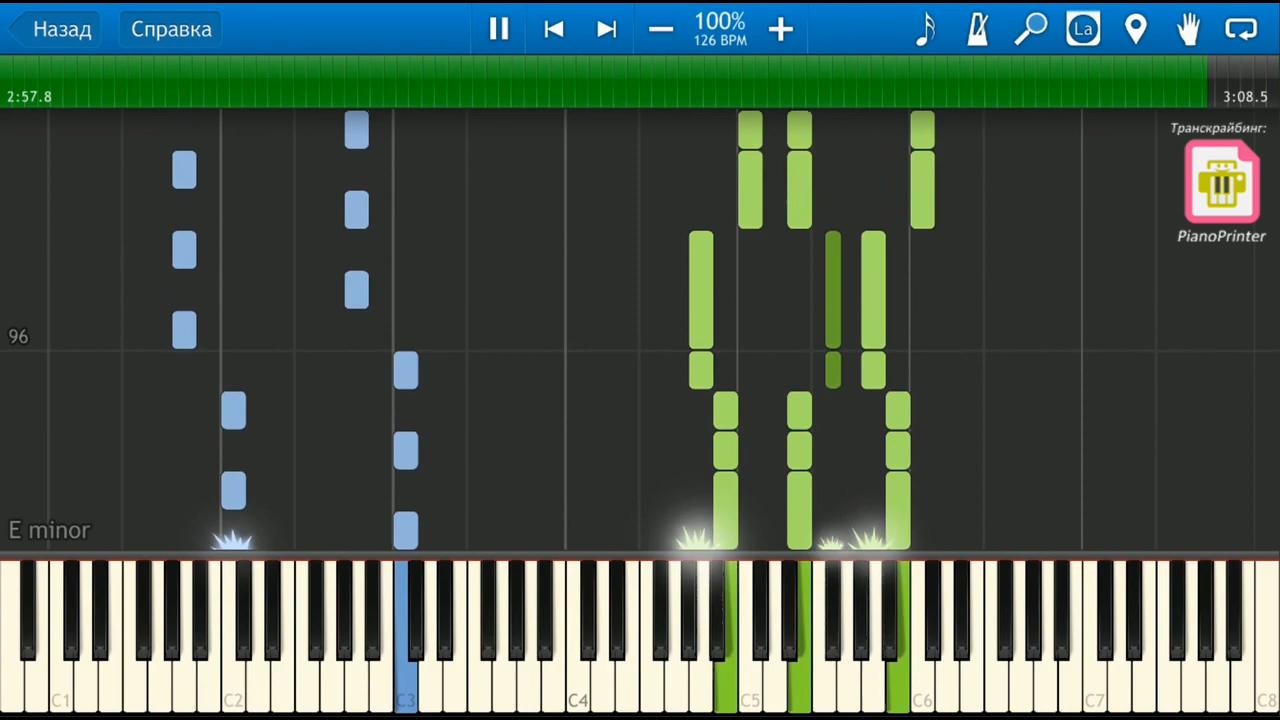 Назад
Справка
100%
126 BPM
La
2:57.8
3:08.5
Транскрайбинг:
PianoPrinter
96
E minor
C1
C2
C3
C4
C5
C6
C7
C8